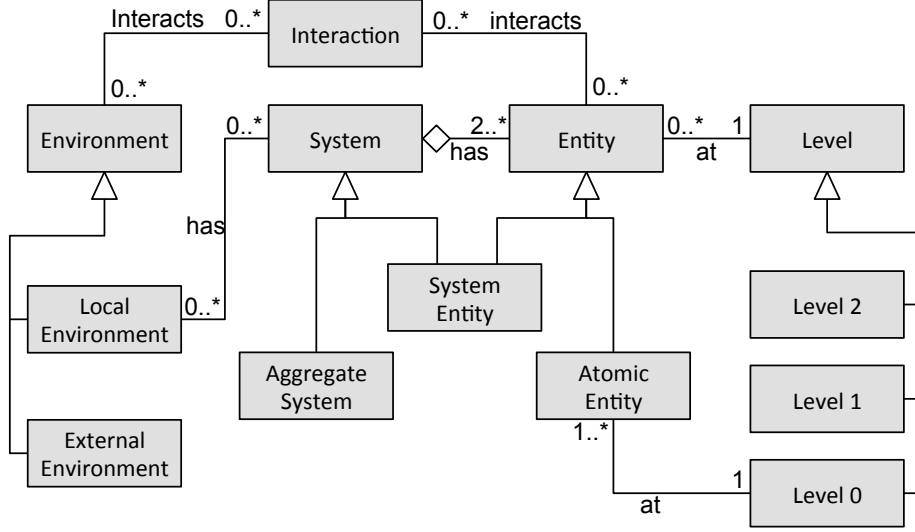 Interacts
0..*
Interaction
0..*
interacts
0..*
0..*
Environment
0..*
System
2..*
has
Entity
0..*
1
at
Level
has
0..*
Local
Environment
System
Entity
Level 2
Aggregate
System
Atomic
Entity
Level 1
External
Environment
1..*
at
1
Level 0